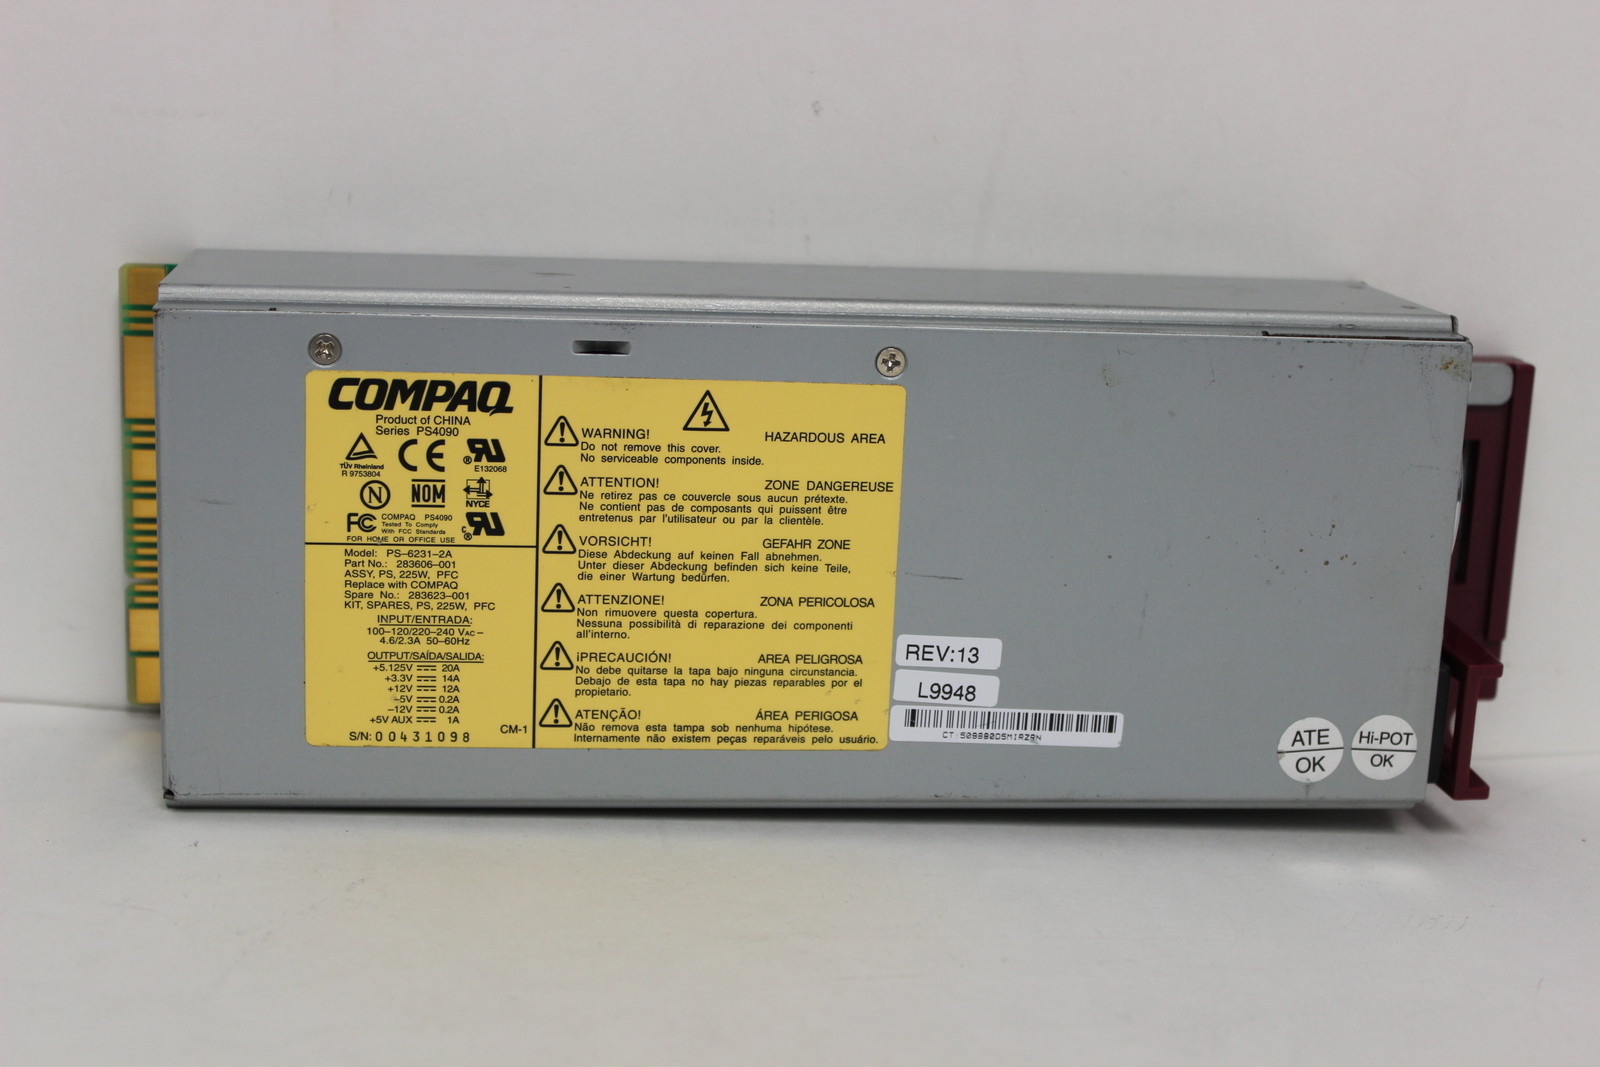 COMPAQ
Product of CHINA
Series PS4090
TÜV Rheinland
R 9753804
CE
E132068
N
NOM
NYCE
FC
COMPAQ PS4090
Tested To Comply
With FCC Standards
FOR HOME OR OFFICE USE
Model: PS-6231-2A
Part No.: 283606-001
ASSY, PS, 225W, PFC
Replace with COMPAQ
Spare No.: 283623-001
KIT, SPARES, PS, 225W, PFC
INPUT/ENTRADA:
100-120/220-240 VAC~
4.6/2.3A 50-60Hz
OUTPUT/SAÍDA/SALIDA:
+5.125V 20A
+3.3V 14A
+12V 12A
-5V 0.2A
-12V 0.2A
+5V AUX 1A
S/N: 00431098
CM-1
WARNING! HAZARDOUS AREA
Do not remove this cover.
No serviceable components inside.
ATTENTION! ZONE DANGEREUSE
Ne retirez pas ce couvercle sous aucun prétexte.
Ne contient pas de composants qui puissent être
entretenus par l'utilisateur ou par la clientèle.
VORSICHT! GEFAHR ZONE
Diese Abdeckung auf keinen Fall abnehmen.
Unter dieser Abdeckung befinden sich keine Teile,
die einer Wartung bedürfen.
ATTENZIONE! ZONA PERICOLOSA
Non rimuovere questa copertura.
Nessuna possibilità di reparazione dei componenti
all'interno.
¡PRECAUCIÓN! AREA PELIGROSA
No debe quitarse la tapa bajo ninguna circunstancia.
Debajo de esta tapa no hay piezas reparables por el
propietario.
ATENÇÃO! ÁREA PERIGOSA
Não remova esta tampa sob nenhuma hipótese.
Internamente não existem peças reparáveis pelo usuário.
REV:13
L9948
CT:
ATE
OK
Hi-POT
OK